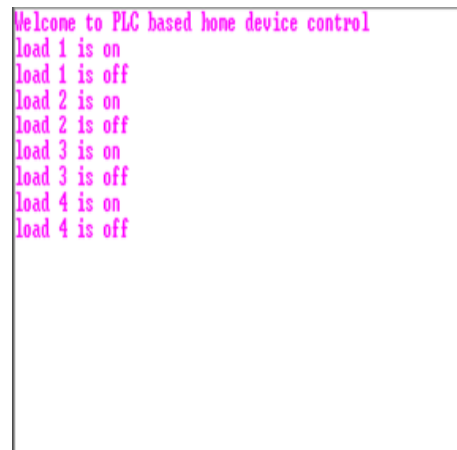 Welcome to PLC based home device control
load 1 is on
load 1 is off
load 2 is on
load 2 is off
load 3 is on
load 3 is off
load 4 is on
load 4 is off